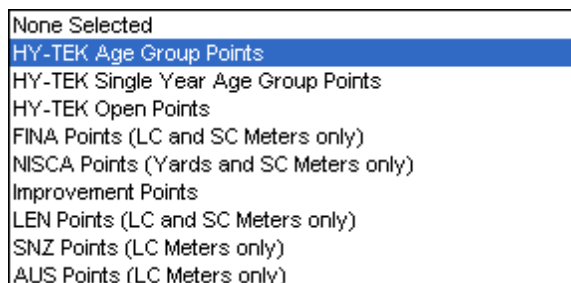 None Selected
HY-TEK Age Group Points
HY-TEK Single Year Age Group Points
HY-TEK Open Points
FINA Points (LC and SC Meters only)
NISCA Points (Yards and SC Meters only)
Improvement Points
LEN Points (LC and SC Meters only)
SNZ Points (LC Meters only)
AUS Points (LC Meters only)